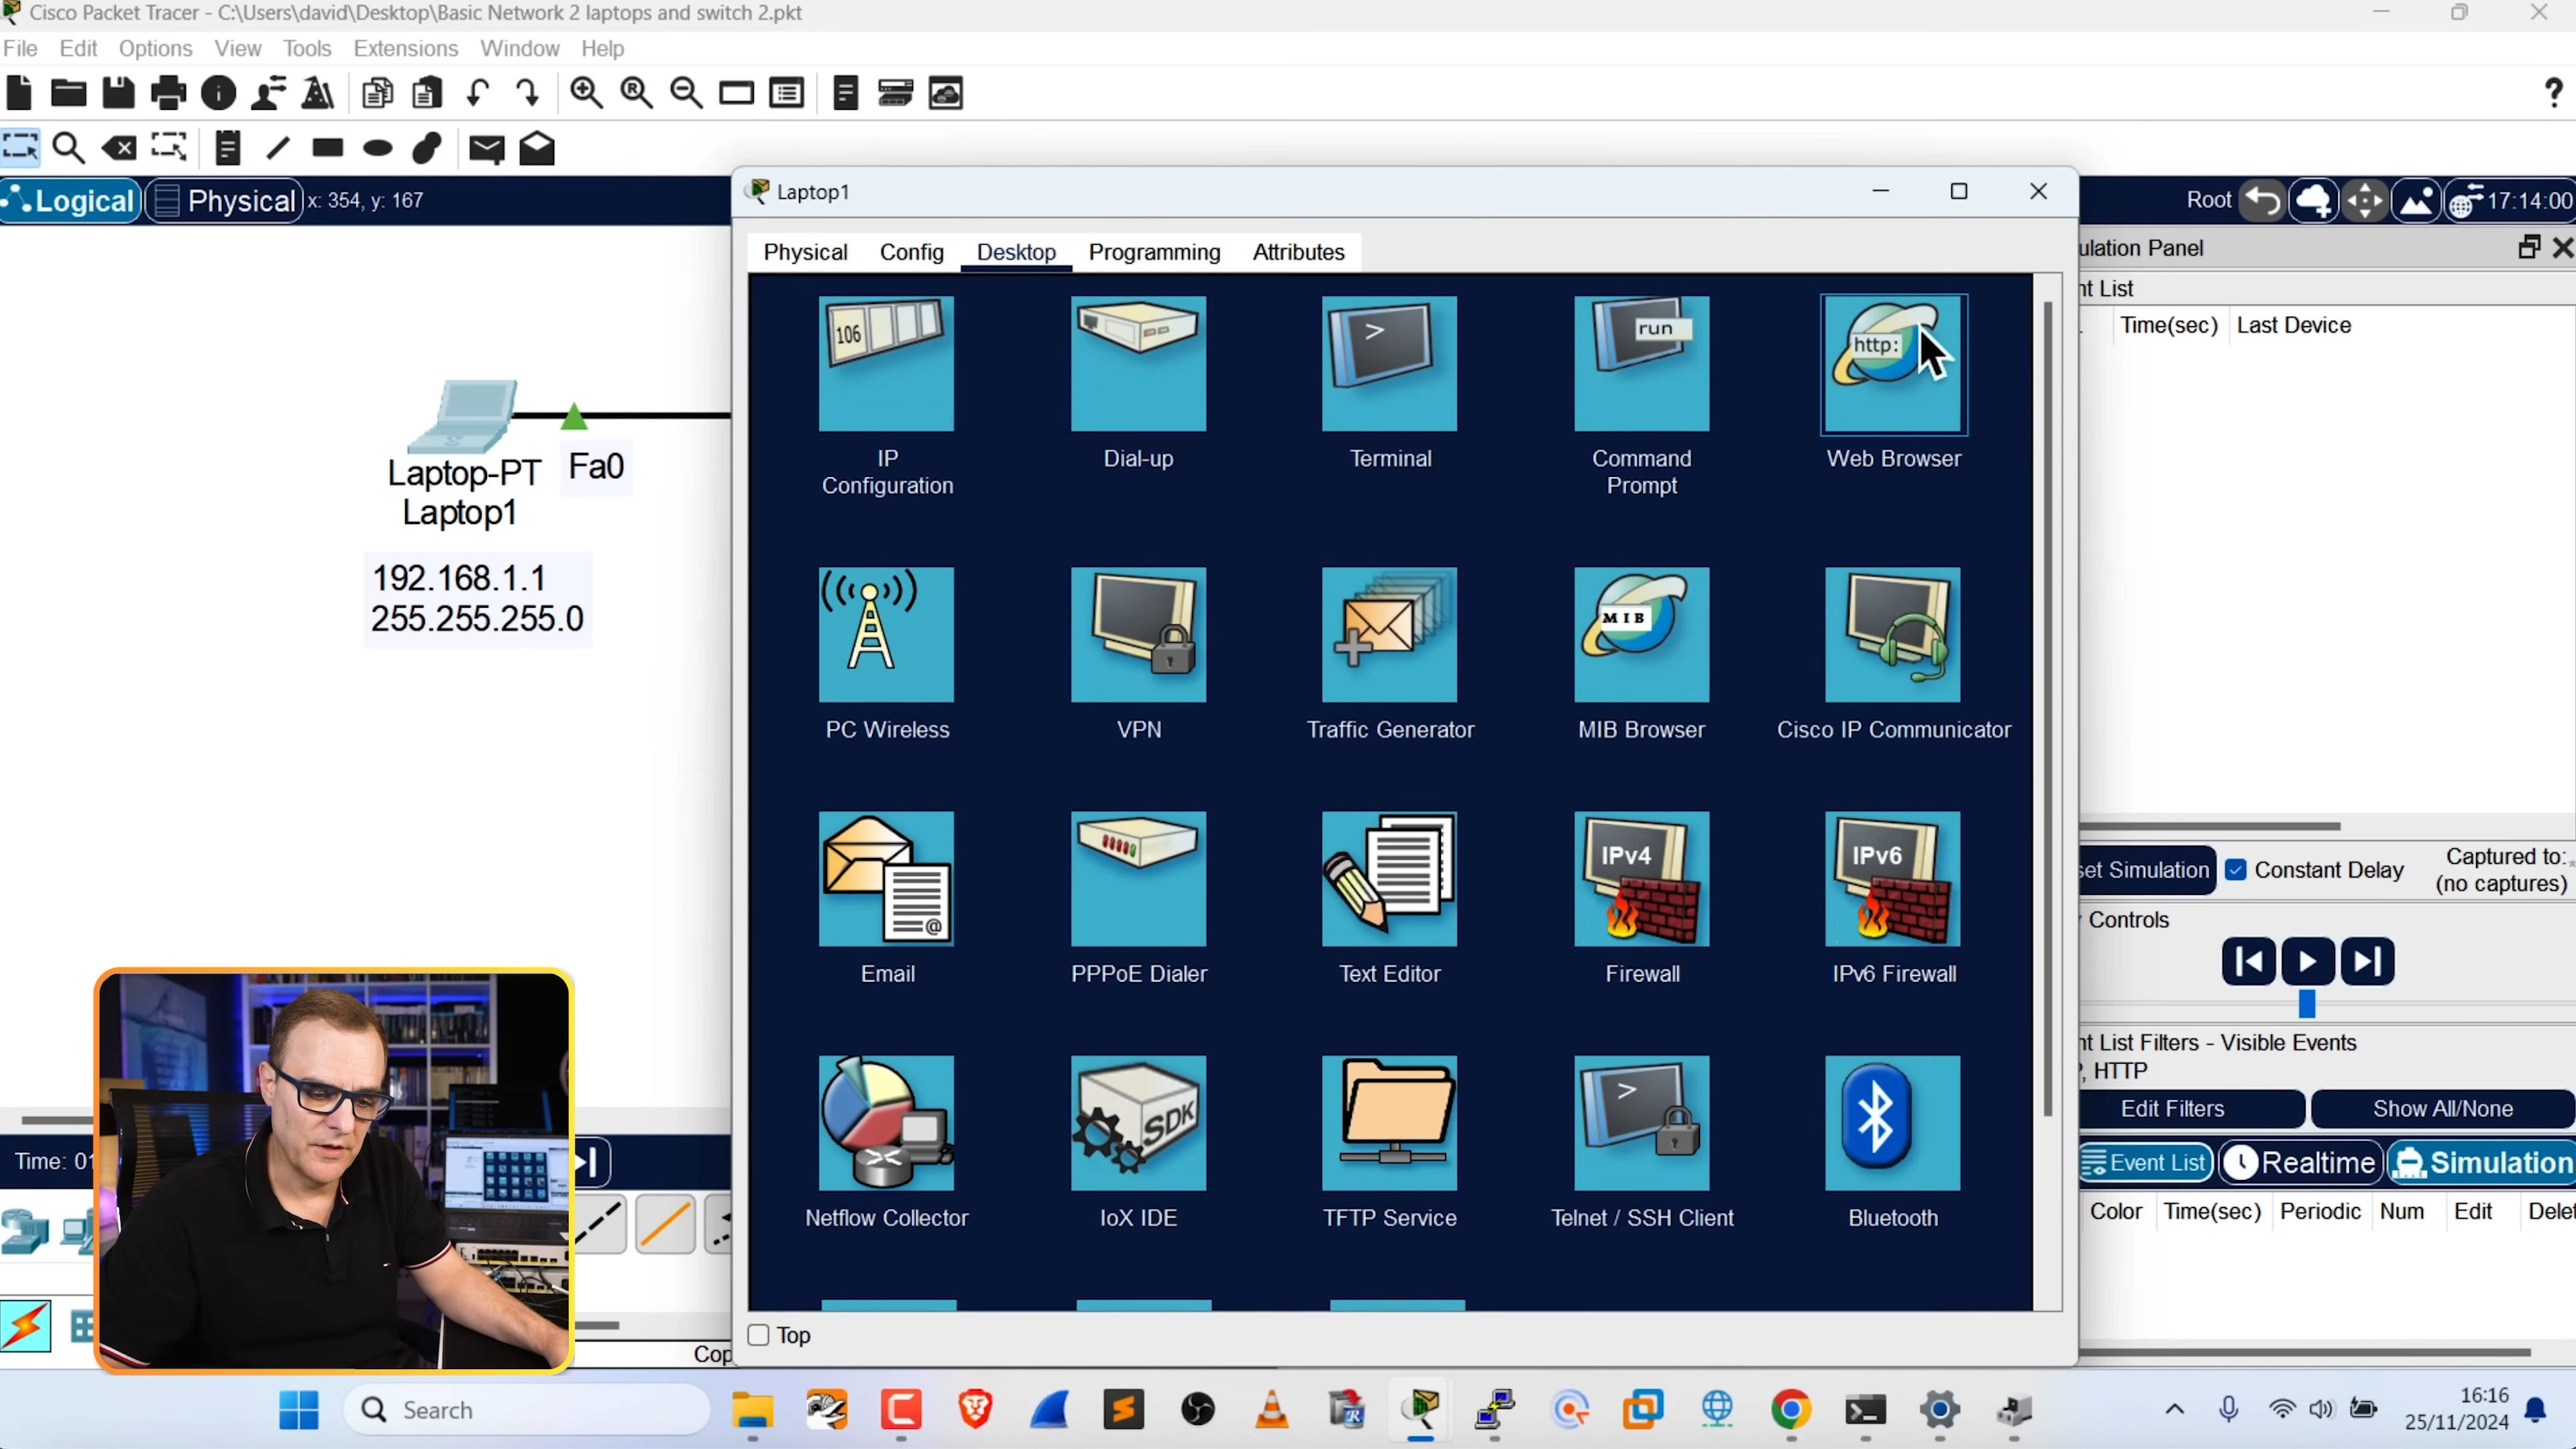 Cisco Packet Tracer - C:\Users\david\Desktop\Basic Network 2 laptops and switch 2.pkt
File Edit Options View Tools Extensions Window Help
Logical Physical x: 354, y: 167
Root 17:14:00
Laptop1
Physical Config Desktop Programming Attributes
106
IP
Configuration
Dial-up
>
Terminal
run
Command
Prompt
http:
Web Browser
PC Wireless
VPN
Traffic Generator
MIB
MIB Browser
Cisco IP Communicator
@
Email
PPPoE Dialer
Text Editor
IPv4
Firewall
IPv6
IPv6 Firewall
Netflow Collector
SDK
IoX IDE
TFTP Service
>
Telnet / SSH Client
Bluetooth
Top
Laptop-PT
Laptop1
Fa0
192.168.1.1
255.255.255.0
ulation Panel
nt List
Time(sec) Last Device
set Simulation Constant Delay
Captured to:
(no captures)
Controls
nt List Filters - Visible Events
, HTTP
Edit Filters Show All/None
Event List Realtime Simulation
Color Time(sec) Periodic Num Edit Delet
Time: 01
Cop
Search
16:16
25/11/2024